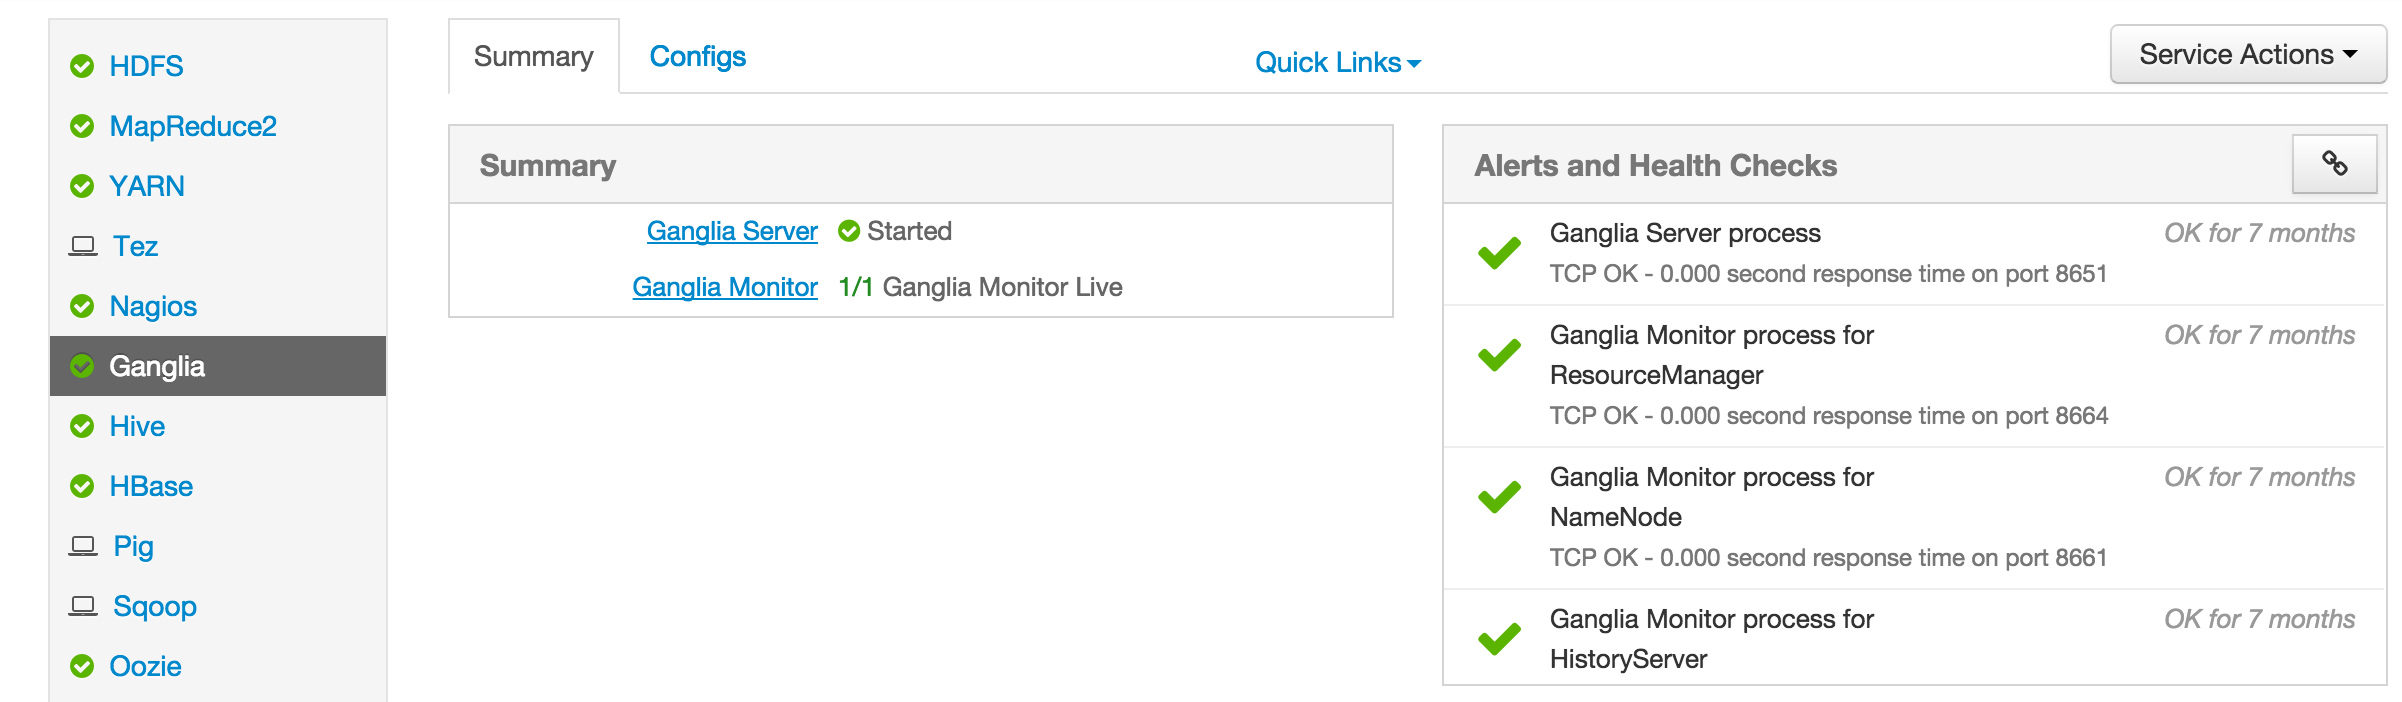 HDFS
MapReduce2
YARN
Tez
Nagios
Ganglia
Hive
HBase
Pig
Sqoop
Oozie
Summary
Configs
Quick Links
Service Actions
Summary
Ganglia Server Started
Ganglia Monitor 1/1 Ganglia Monitor Live
Alerts and Health Checks
Ganglia Server process OK for 7 months
TCP OK - 0.000 second response time on port 8651
Ganglia Monitor process for OK for 7 months
ResourceManager
TCP OK - 0.000 second response time on port 8664
Ganglia Monitor process for OK for 7 months
NameNode
TCP OK - 0.000 second response time on port 8661
Ganglia Monitor process for OK for 7 months
HistoryServer